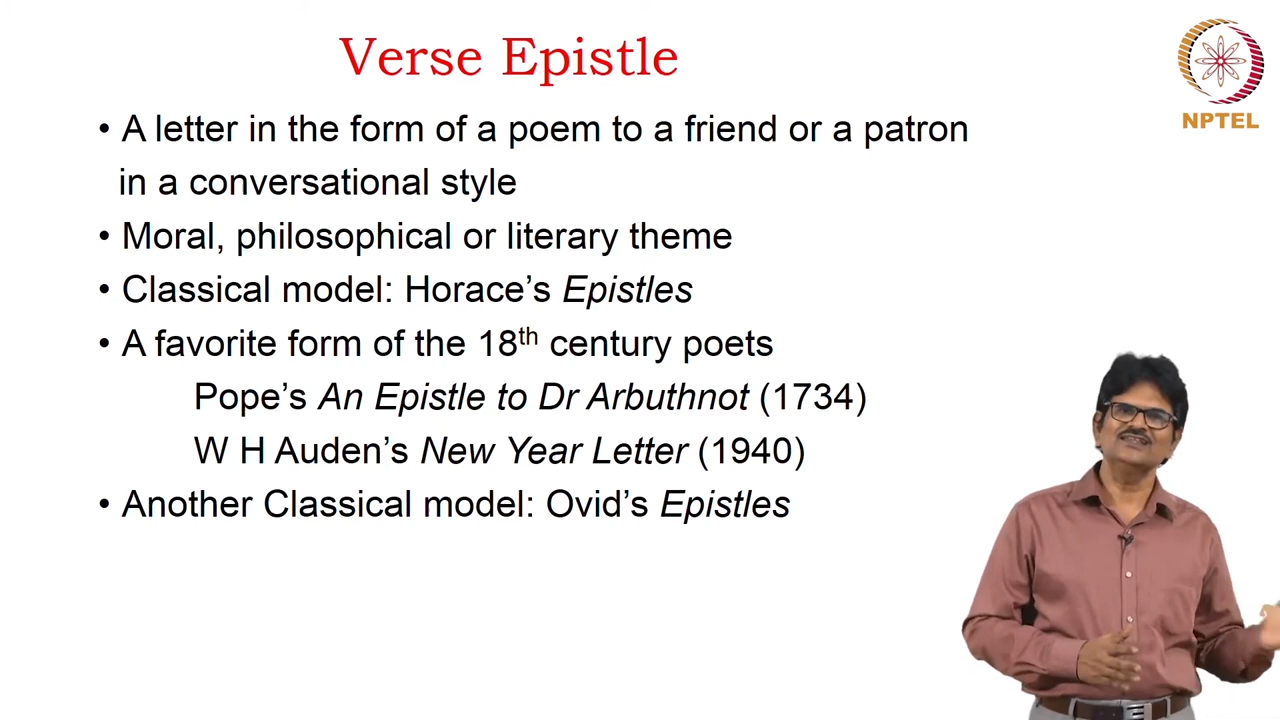 Verse Epistle
NPTEL
• A letter in the form of a poem to a friend or a patron
in a conversational style
• Moral, philosophical or literary theme
• Classical model: Horace’s Epistles
• A favorite form of the 18th century poets
Pope’s An Epistle to Dr Arbuthnot (1734)
W H Auden’s New Year Letter (1940)
• Another Classical model: Ovid’s Epistles